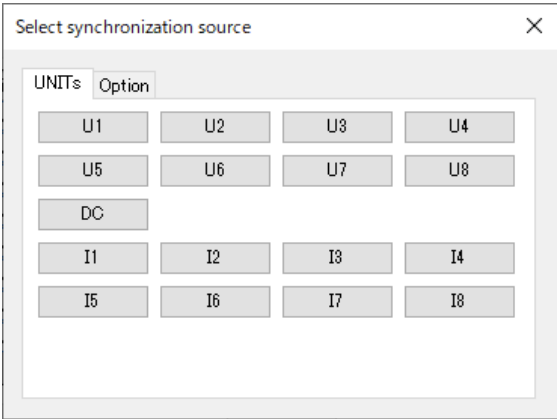 Select synchronization source
UNITs Option
U1 U2 U3 U4
U5 U6 U7 U8
DC
I1 I2 I3 I4
I5 I6 I7 I8